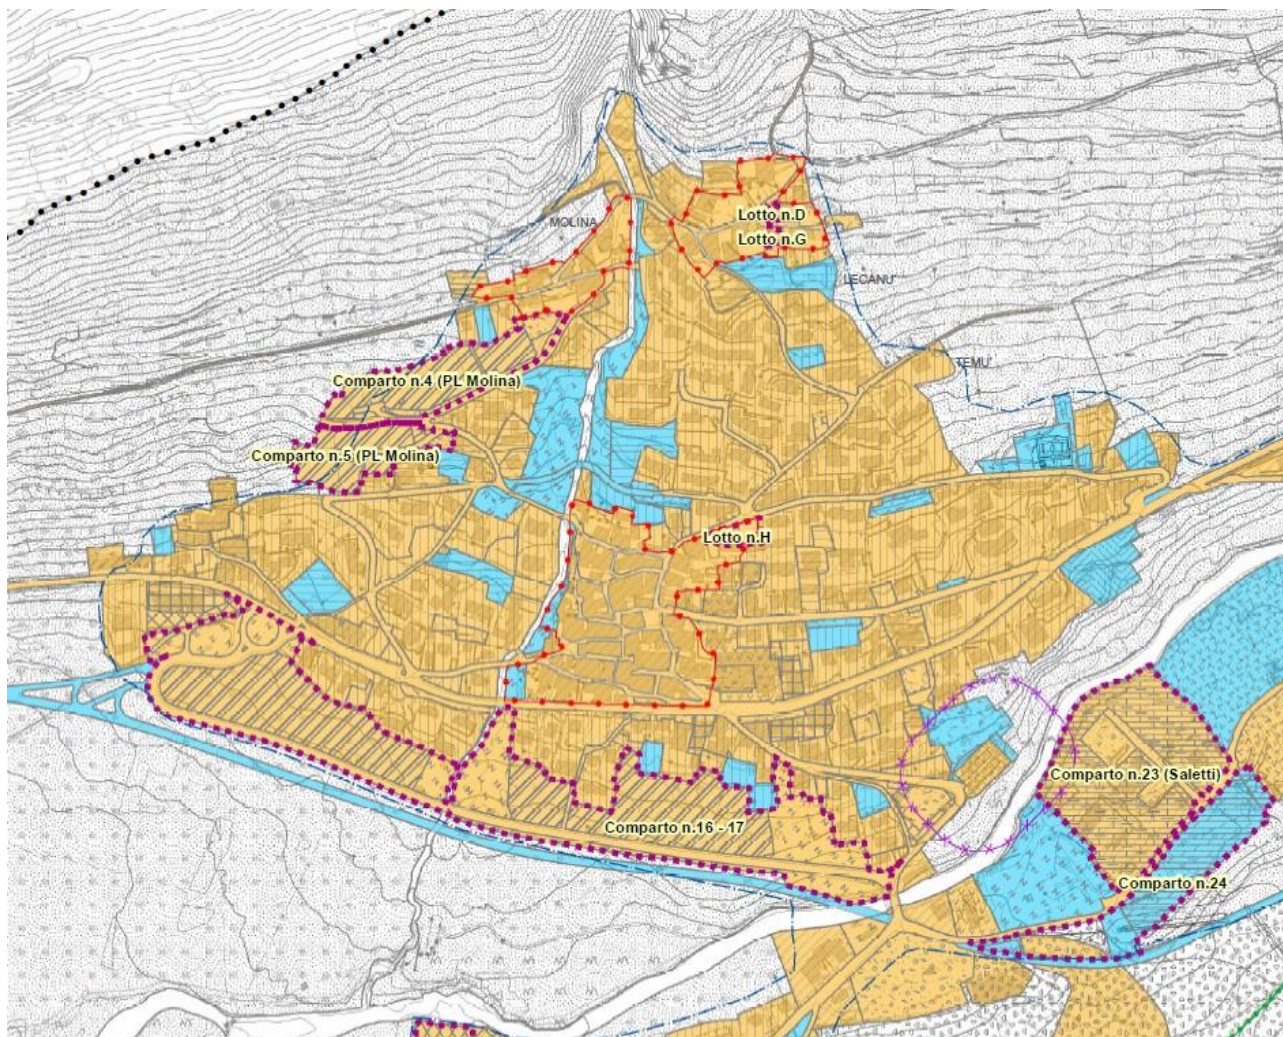 Lotto n.D
MOLINA
Lotto n.G
LECANU'
TEMU'
Comparto n.4 (PL Molina)
Comparto n.5 (PL Molina)
Lotto n.H
Comparto n.23 (Saletti)
Comparto n.16 - 17
Comparto n.24